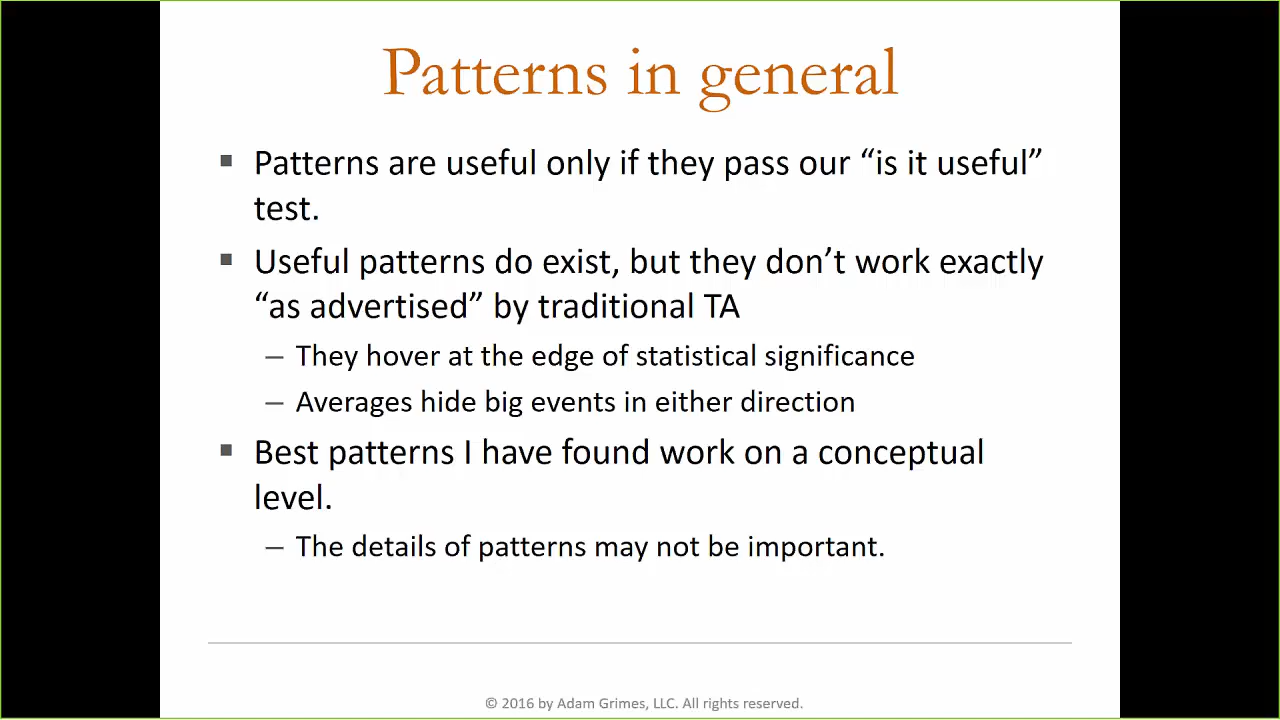 Patterns in general
▪ Patterns are useful only if they pass our “is it useful”
test.
▪ Useful patterns do exist, but they don’t work exactly
“as advertised” by traditional TA
– They hover at the edge of statistical significance
– Averages hide big events in either direction
▪ Best patterns I have found work on a conceptual
level.
– The details of patterns may not be important.
© 2016 by Adam Grimes, LLC. All rights reserved.